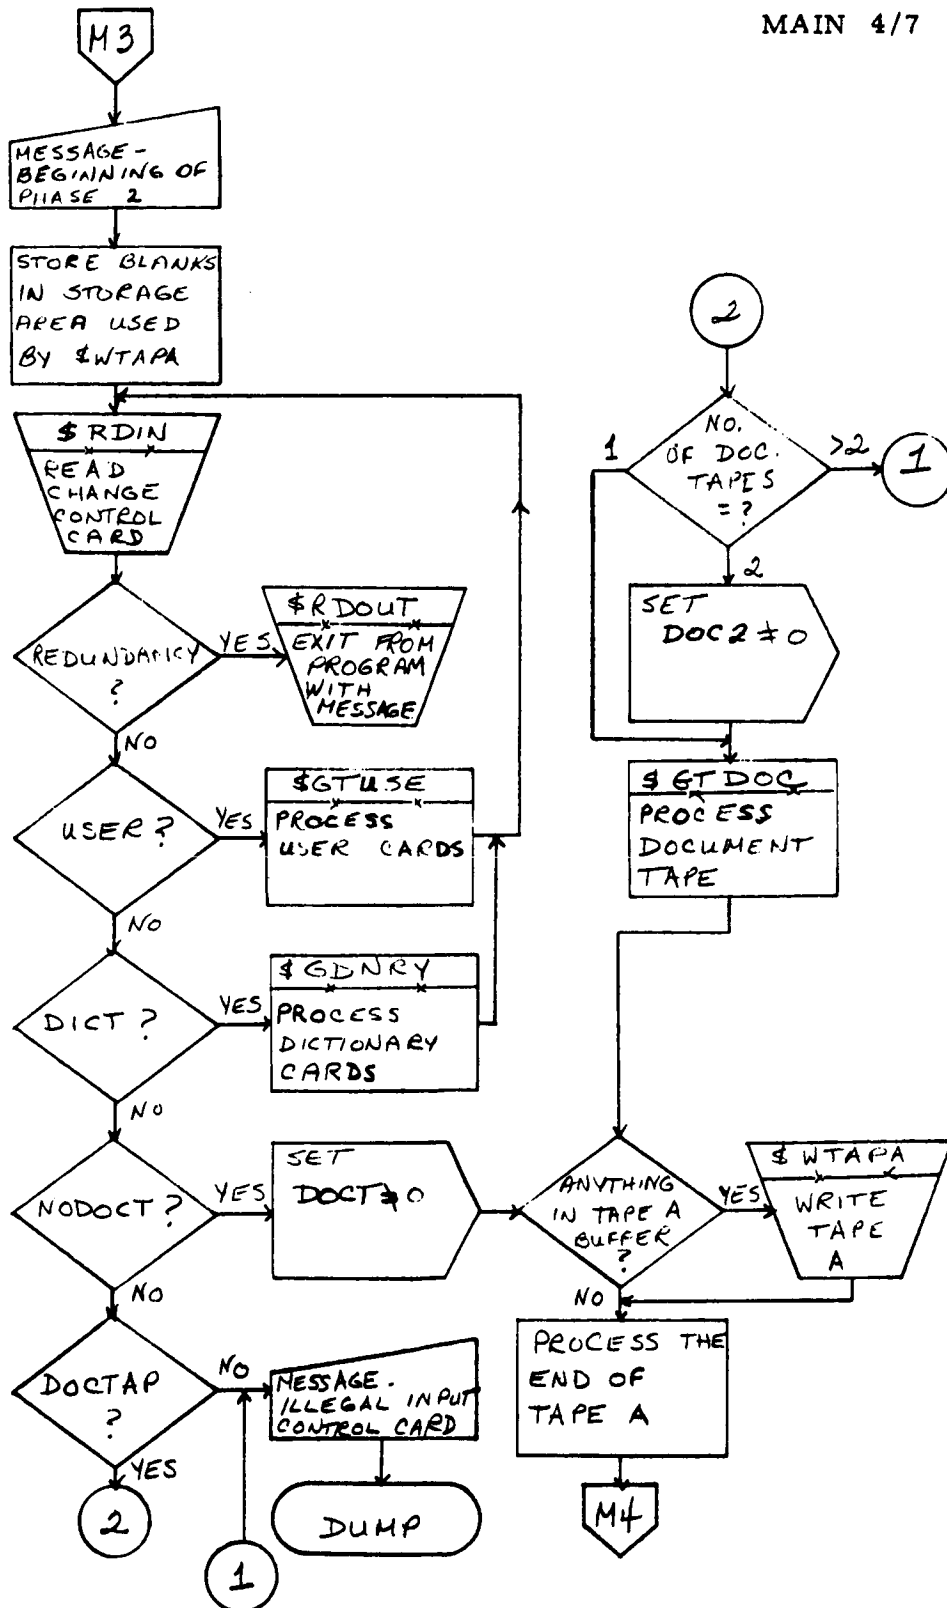 MAIN 4/7
M3
MESSAGE -
BEGINNING OF
PHASE 2
STORE BLANKS
IN STORAGE
AREA USED
BY $WTAPA
$RDIN
READ
CHANGE
CONTROL
CARD
REDUNDANCY
?
YES
$RDOUT
EXIT FROM
PROGRAM
WITH
MESSAGE
NO
USER?
YES
$GTUSE
PROCESS
USER CARDS
NO
DICT?
YES
$GDNRY
PROCESS
DICTIONARY
CARDS
NO
NODOCT?
YES
SET
DOCT ≠ 0
NO
DOCTAP
?
NO
MESSAGE -
ILLEGAL INPUT
CONTROL CARD
DUMP
YES
2
1
2
NO.
OF DOC.
TAPES
= ?
1
>2
1
2
SET
DOC2 ≠ 0
$GTDOC
PROCESS
DOCUMENT
TAPE
ANYTHING
IN TAPE A
BUFFER
?
YES
$WTAPA
WRITE
TAPE
A
NO
PROCESS THE
END OF
TAPE A
M4